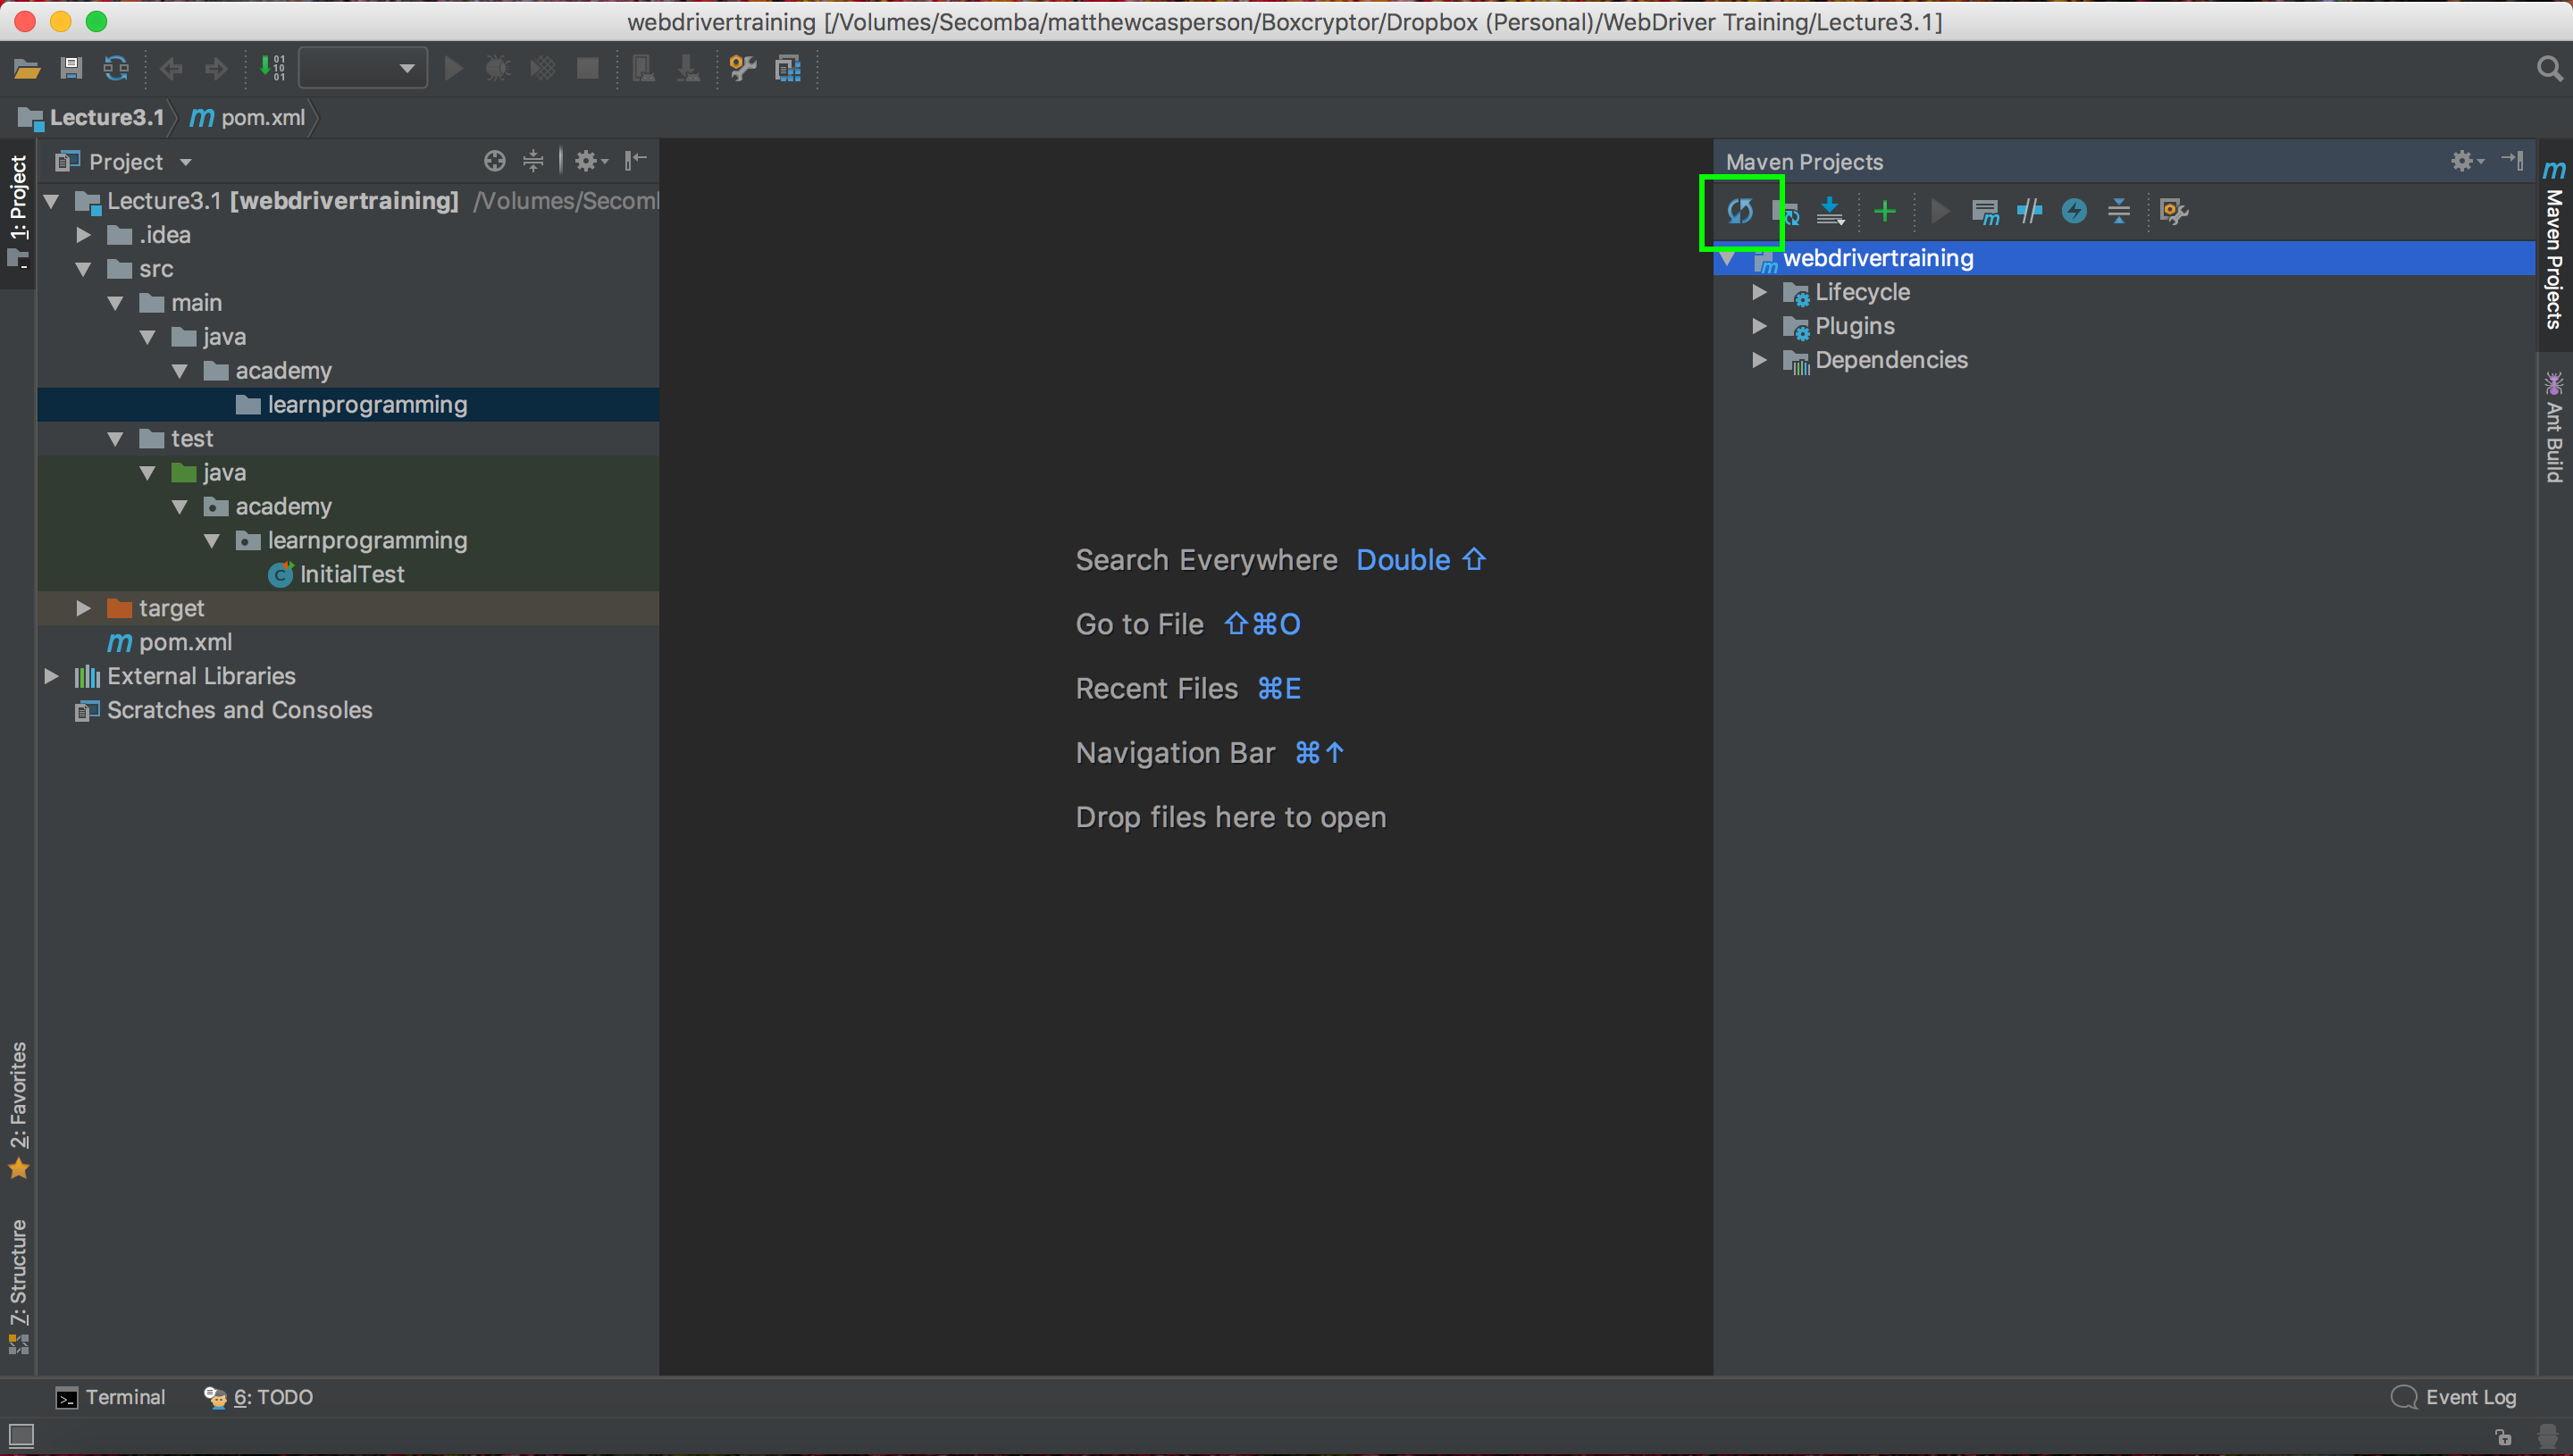 webdrivertraining [/Volumes/Secomba/matthewcasperson/Boxcryptor/Dropbox (Personal)/WebDriver Training/Lecture3.1]
Lecture3.1
pom.xml
1: Project
Project
Lecture3.1 [webdrivertraining] /Volumes/Secom
.idea
src
main
java
academy
learnprogramming
test
java
academy
learnprogramming
InitialTest
target
pom.xml
External Libraries
Scratches and Consoles
Search Everywhere Double ⇧
Go to File ⇧⌘O
Recent Files ⌘E
Navigation Bar ⌘↑
Drop files here to open
Maven Projects
webdrivertraining
Lifecycle
Plugins
Dependencies
Maven Projects
Ant Build
2: Favorites
7: Structure
Terminal
6: TODO
Event Log